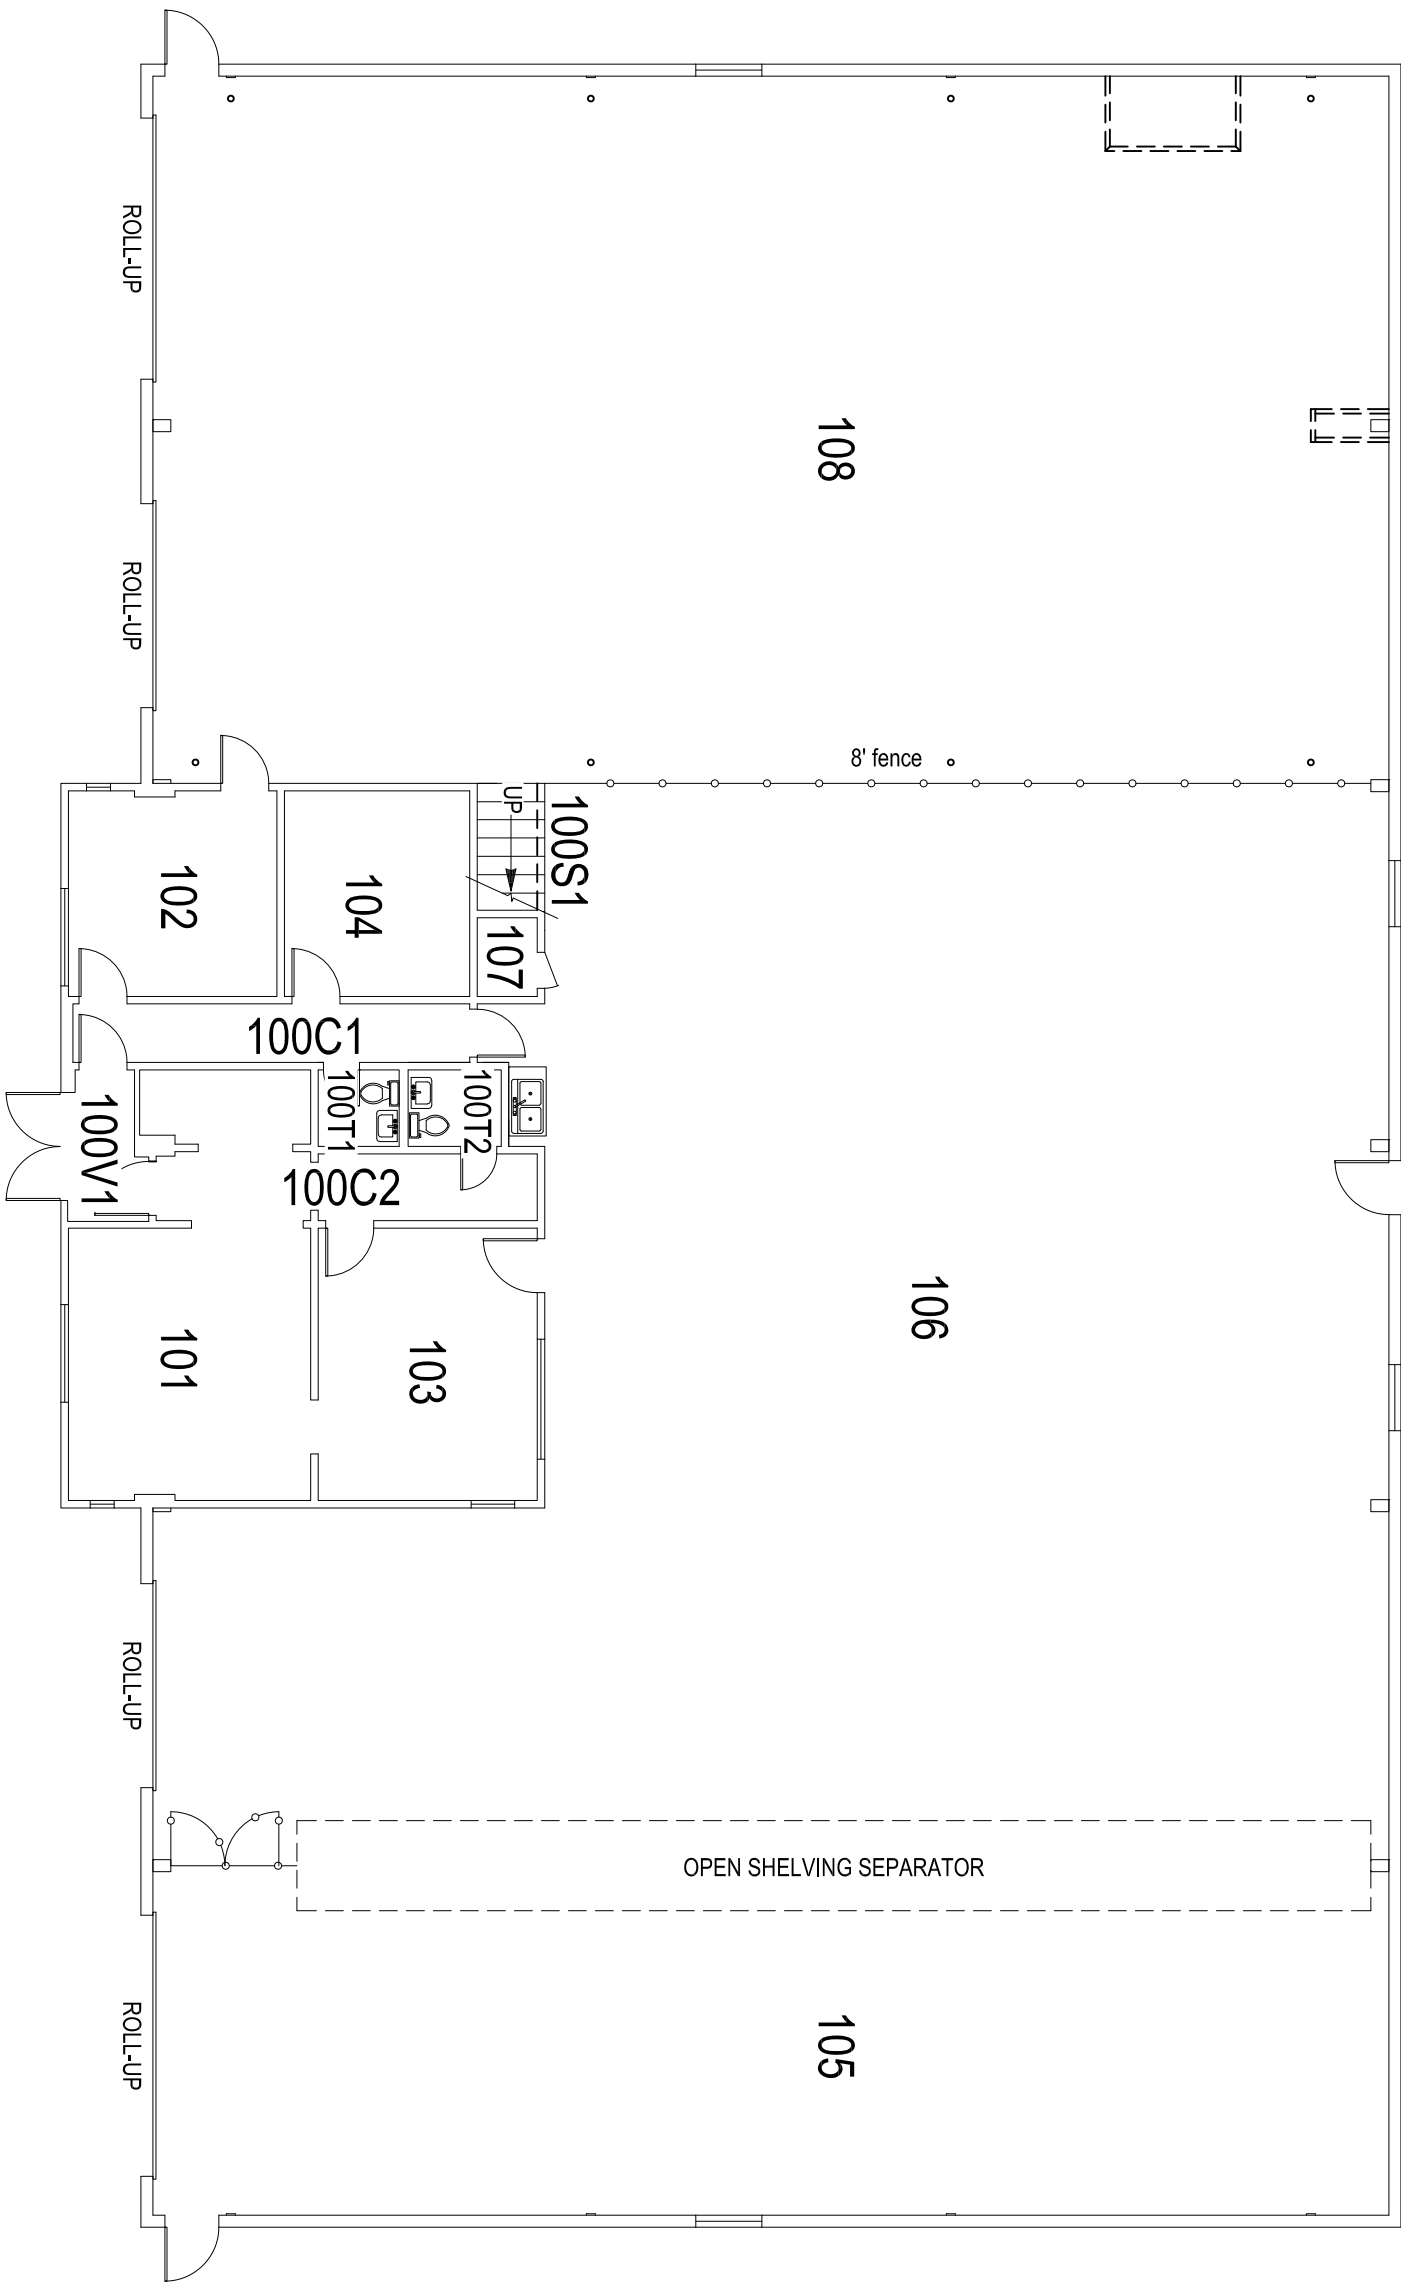 ROLL-UP
108
ROLL-UP
8' fence
UP
100S1
102
104
107
100C1
100T1
100T2
100V1
100C2
106
101
103
ROLL-UP
OPEN SHELVING SEPARATOR
105
ROLL-UP